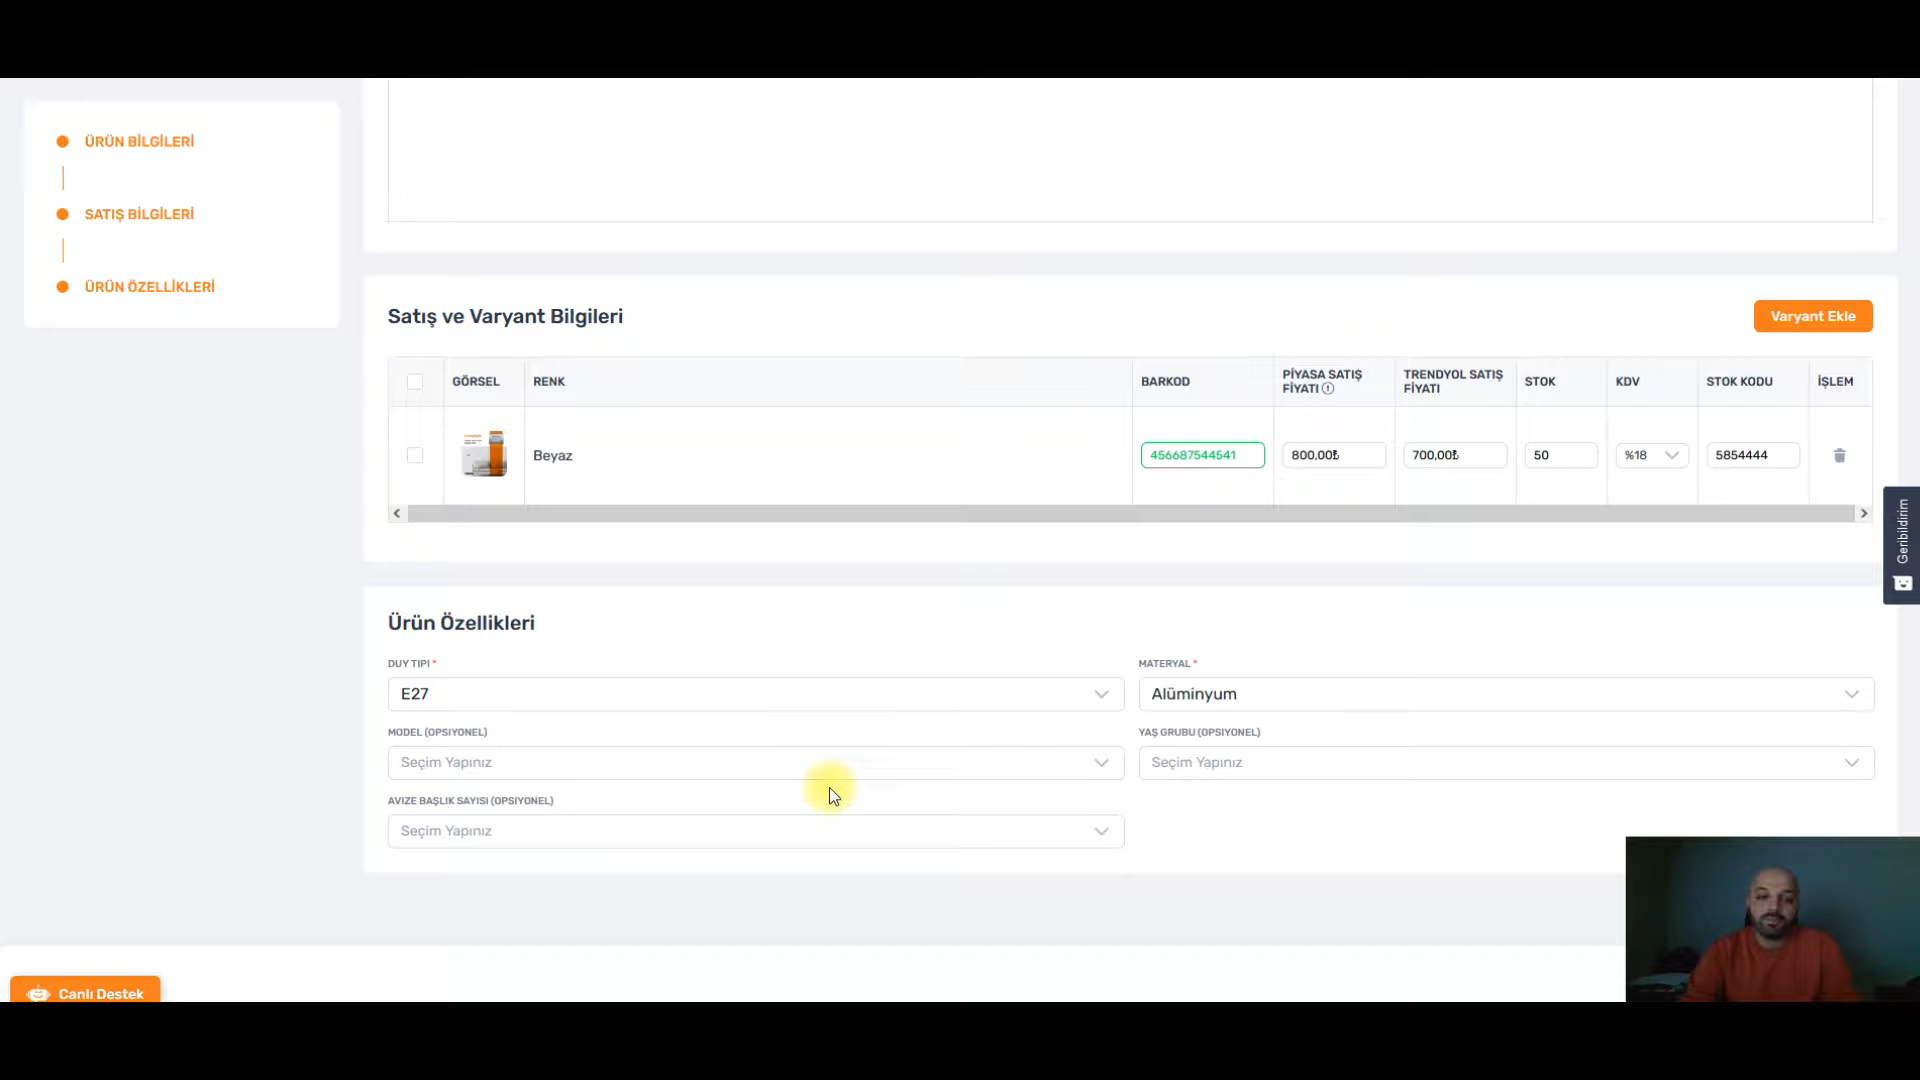 ÜRÜN BİLGİLERİ
SATIŞ BİLGİLERİ
ÜRÜN ÖZELLİKLERİ
Satış ve Varyant Bilgileri
Varyant Ekle
GÖRSEL RENK BARKOD PİYASA SATIŞ FİYATI TRENDYOL SATIŞ FİYATI STOK KDV STOK KODU İŞLEM
Beyaz 456687544541 800,00₺ 700,00₺ 50 %18 5854444
Geribildirim
Ürün Özellikleri
DUY TIPI * MATERYAL *
E27 Alüminyum
MODEL (OPSIYONEL) YAŞ GRUBU (OPSIYONEL)
Seçim Yapınız Seçim Yapınız
AVIZE BAŞLIK SAYISI (OPSIYONEL)
Seçim Yapınız
Canlı Destek